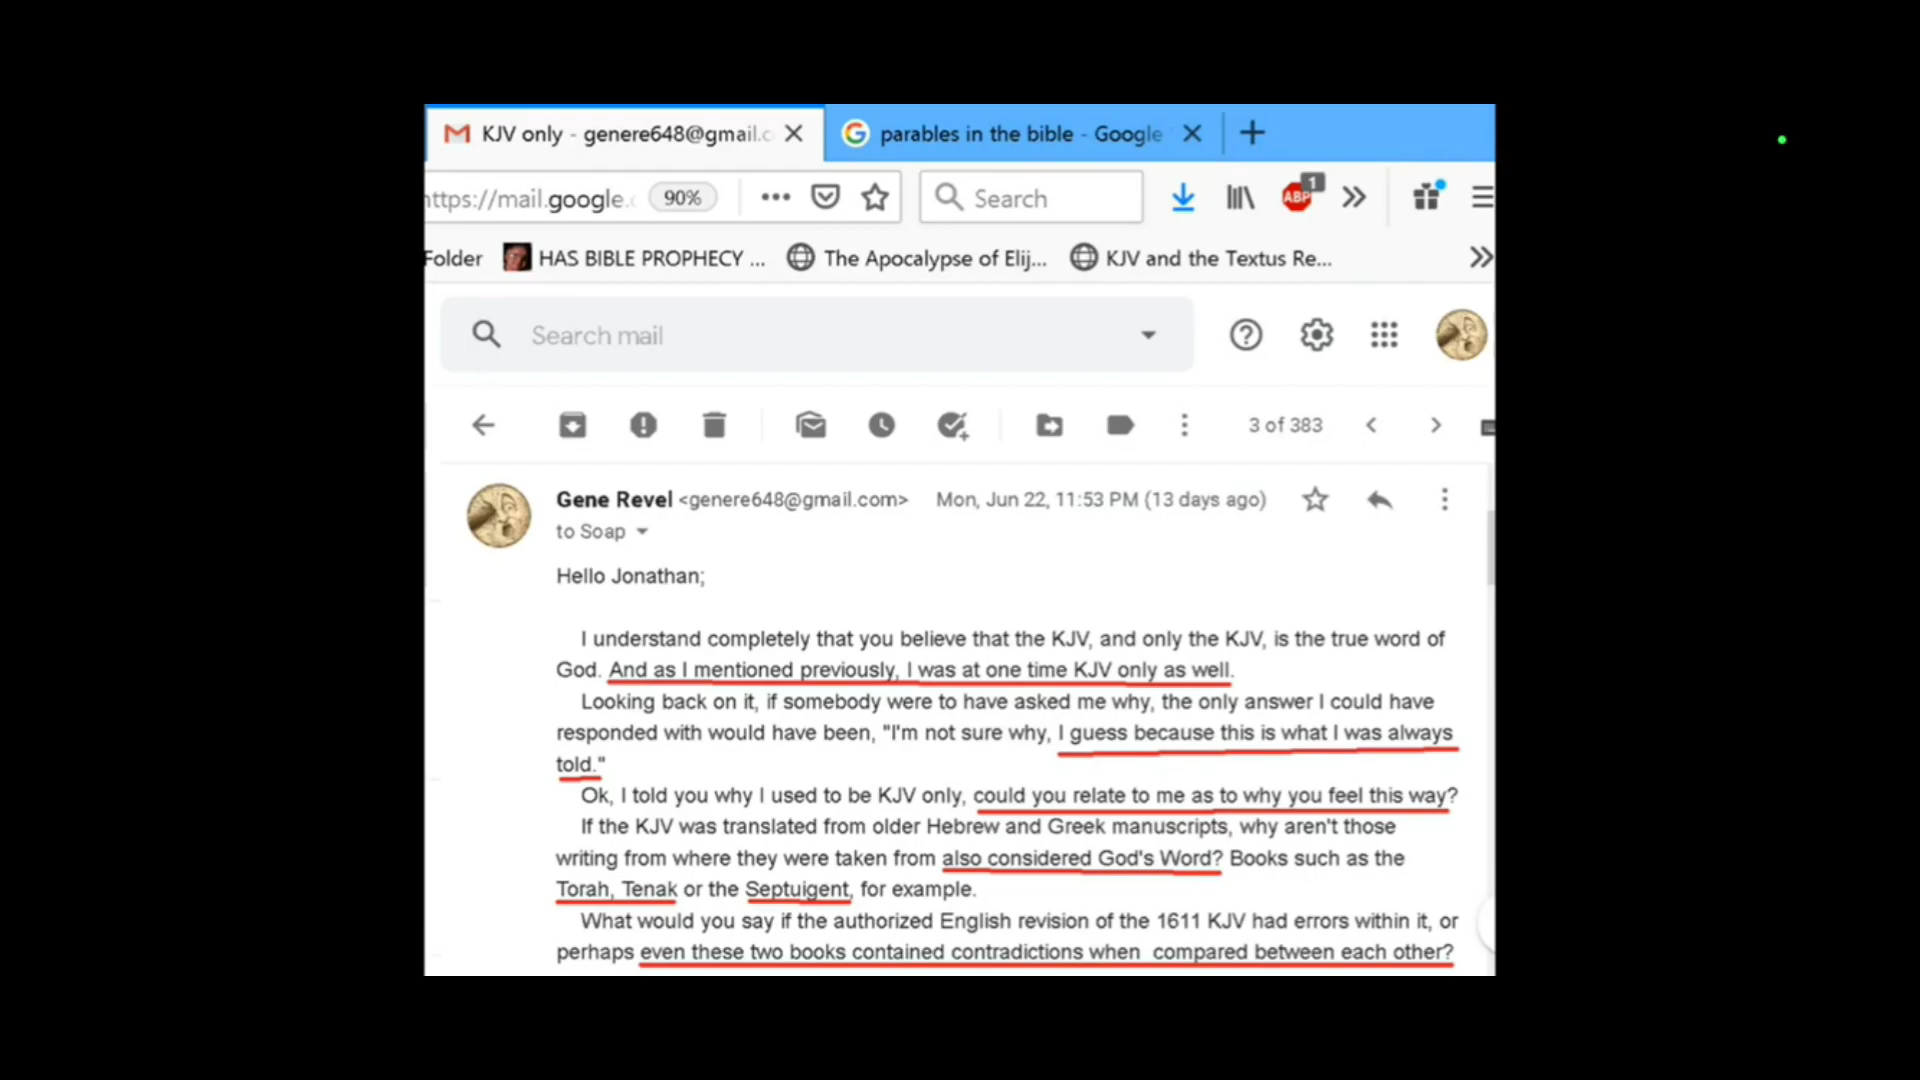 KJV only - genere648@gmail.c
parables in the bible - Google
https://mail.google.
90%
Search
ABP
1
Folder
HAS BIBLE PROPHECY ...
The Apocalypse of Elij...
KJV and the Textus Re...
Search mail
3 of 383
Gene Revel <genere648@gmail.com> Mon, Jun 22, 11:53 PM (13 days ago)
to Soap
Hello Jonathan;
I understand completely that you believe that the KJV, and only the KJV, is the true word of
God. And as I mentioned previously, I was at one time KJV only as well.
Looking back on it, if somebody were to have asked me why, the only answer I could have
responded with would have been, "I'm not sure why, I guess because this is what I was always
told."
Ok, I told you why I used to be KJV only, could you relate to me as to why you feel this way?
If the KJV was translated from older Hebrew and Greek manuscripts, why aren't those
writing from where they were taken from also considered God's Word? Books such as the
Torah, Tenak or the Septuigent, for example.
What would you say if the authorized English revision of the 1611 KJV had errors within it, or
perhaps even these two books contained contradictions when compared between each other?